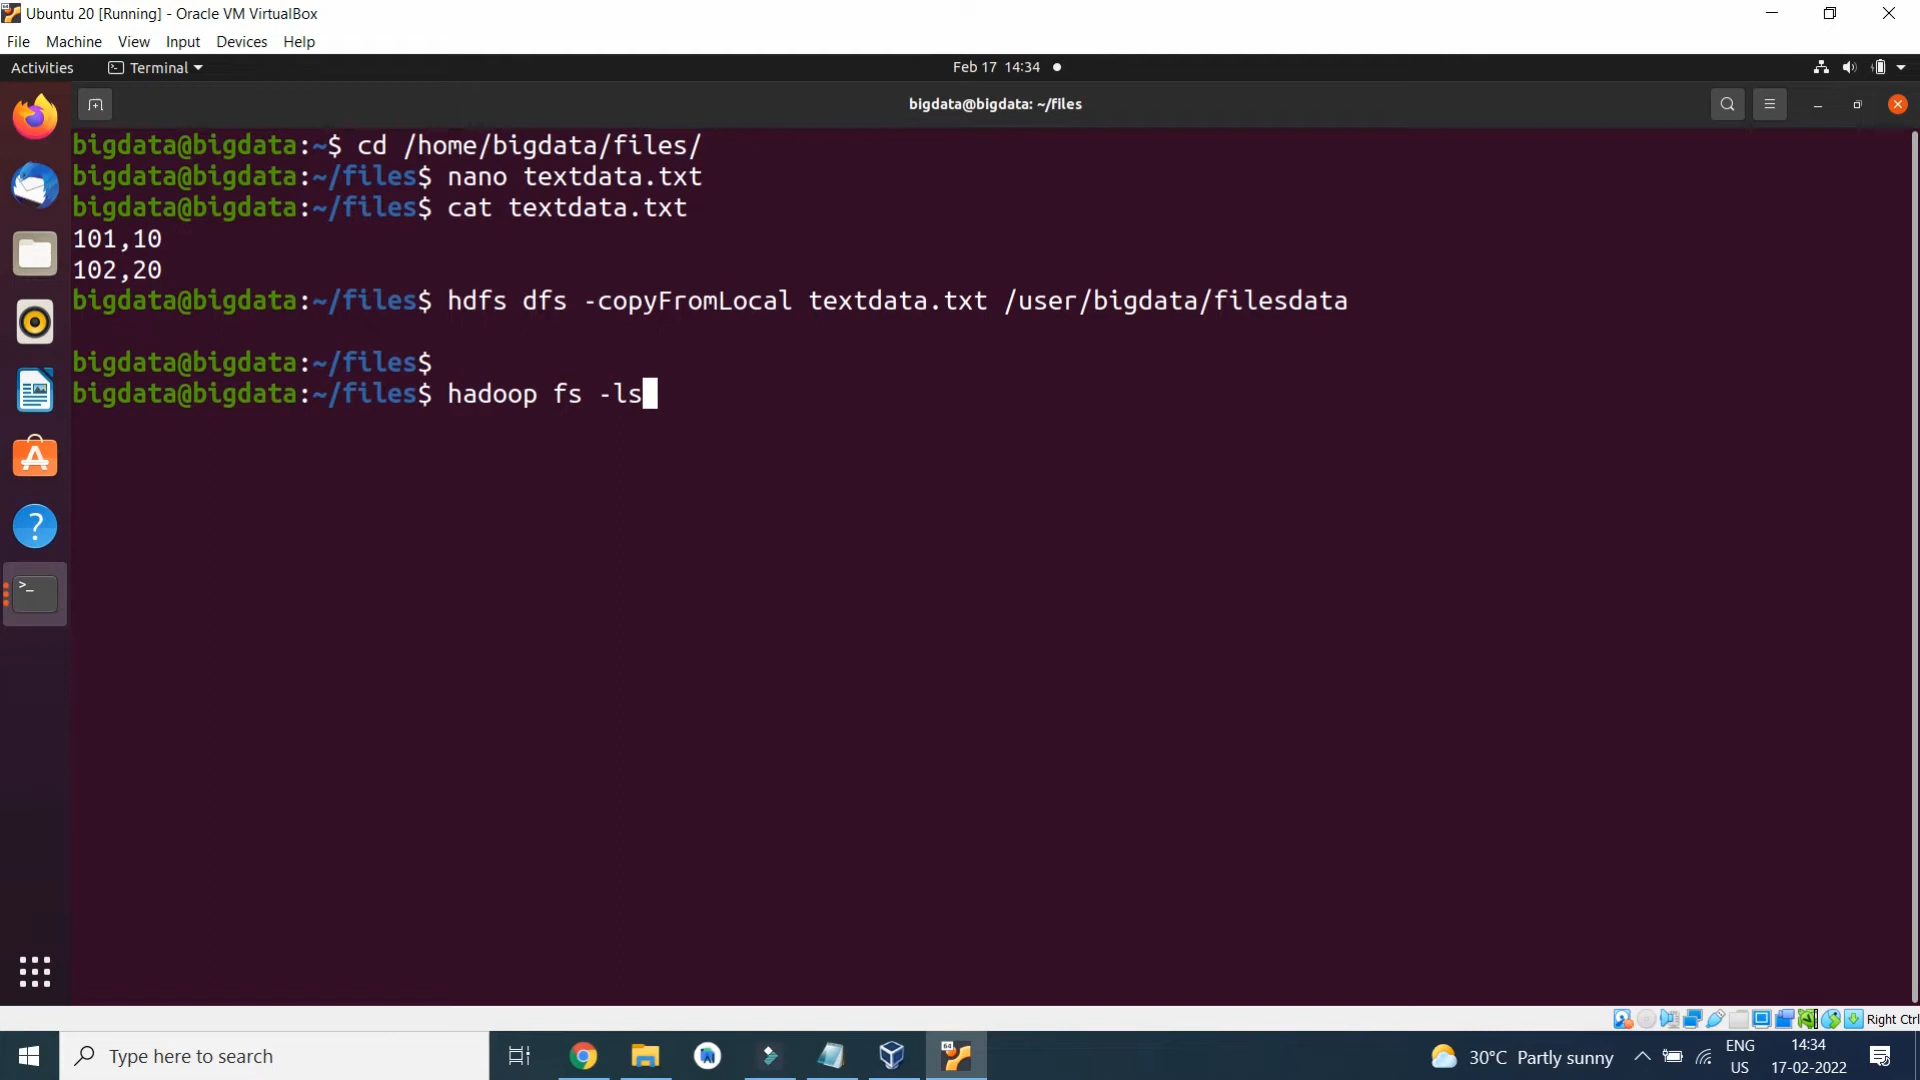 Ubuntu 20 [Running] - Oracle VM VirtualBox
File Machine View Input Devices Help
Activities Terminal Feb 17 14:34
bigdata@bigdata: ~/files
bigdata@bigdata:~$ cd /home/bigdata/files/
bigdata@bigdata:~/files$ nano textdata.txt
bigdata@bigdata:~/files$ cat textdata.txt
101,10
102,20
bigdata@bigdata:~/files$ hdfs dfs -copyFromLocal textdata.txt /user/bigdata/filesdata
bigdata@bigdata:~/files$
bigdata@bigdata:~/files$ hadoop fs -ls
Right Ctrl
Type here to search
30°C Partly sunny
ENG
US
14:34
17-02-2022